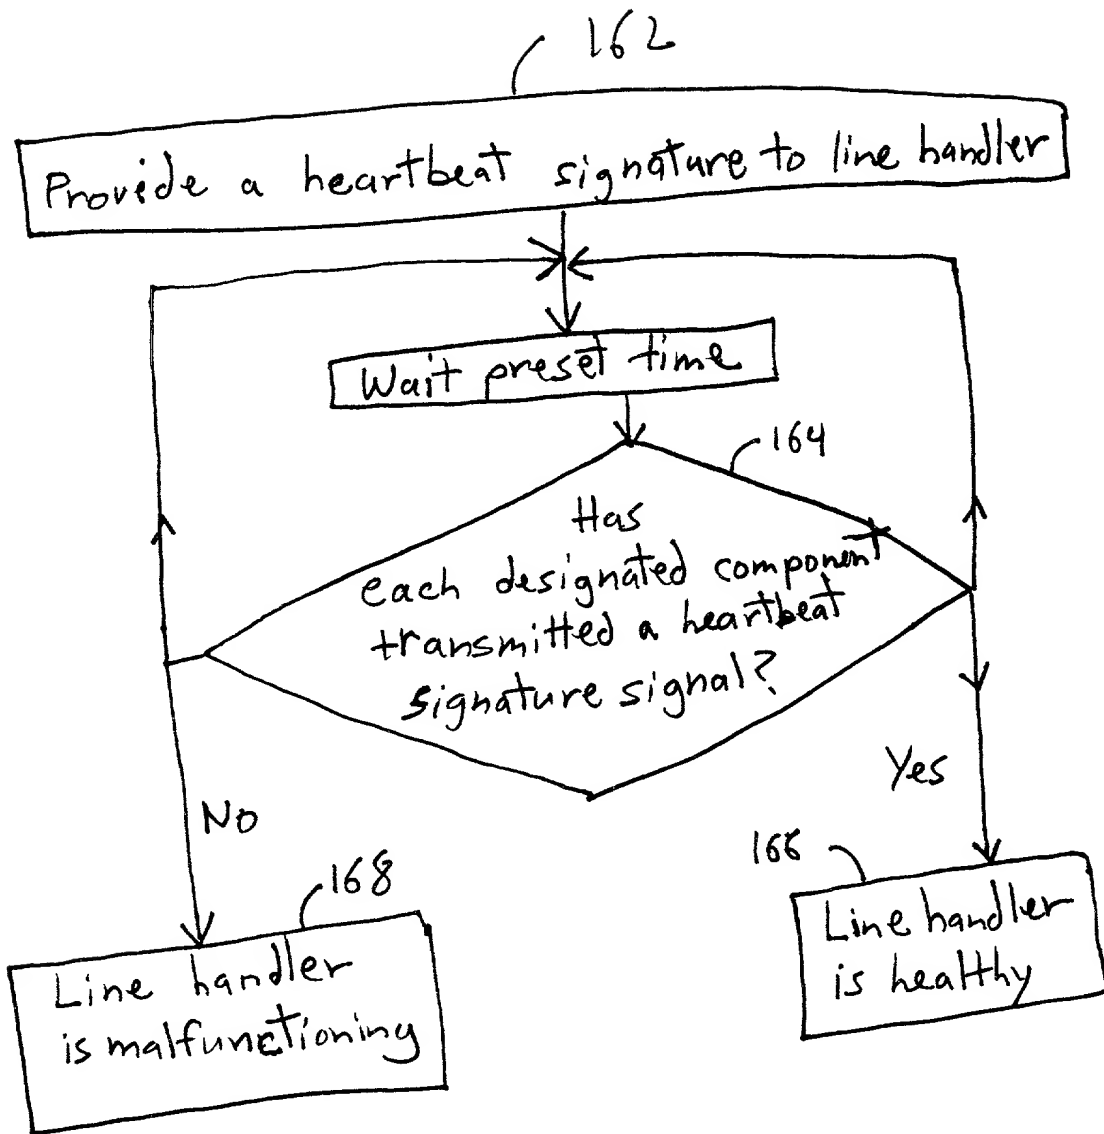 162
Provide a heartbeat signature to line handler
Wait preset time
164
Has
each designated component
transmitted a heartbeat
signature signal?
Yes
No
166
168
Line handler
is healthy
Line handler
is malfunctioning